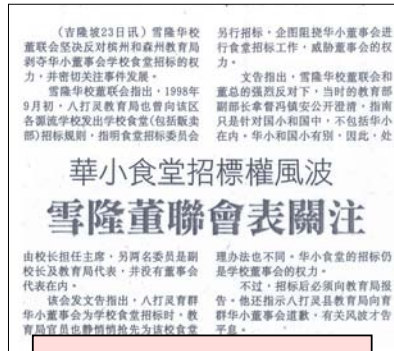 (吉隆坡23日讯)雪隆华校
董联会坚决反对槟州和森州教育局
剥夺华小董事会学校食堂招标的权
力，并密切关注事件发展。
雪隆华校董联会指出，1998年
9月初，八打灵教育局也曾向该区
各源流学校发出学校食堂(包括贩卖
部)招标规则，指明食堂招标委员会
華小食堂招標權風波
雪隆董聯會表關注
由校长担任主席，另两名委员是副
校长及教育局代表，并没有董事会
代表在内。
该会发文告指出，八打灵育群
华小董事会为学校食堂招标时，教
育局官员也静悄悄抢先为该校食堂
另行招标，企图阻挠华小董事会进
行食堂招标工作，威胁董事会的权
力。
文告指出，雪隆华校董联会和
董总的强烈反对下，当时的教育部
副部长拿督冯镇安公开澄清，指南
只是针对国小和国中，不包括华小
在内。华小和国小有别，因此，处
理办法也不同。华小食堂的招标仍
是学校董事会的权力。
不过，招标后必须向教育局报
告。他还指示八打灵县教育局向育
群华小董事会道歉，有关风波才告
平息。